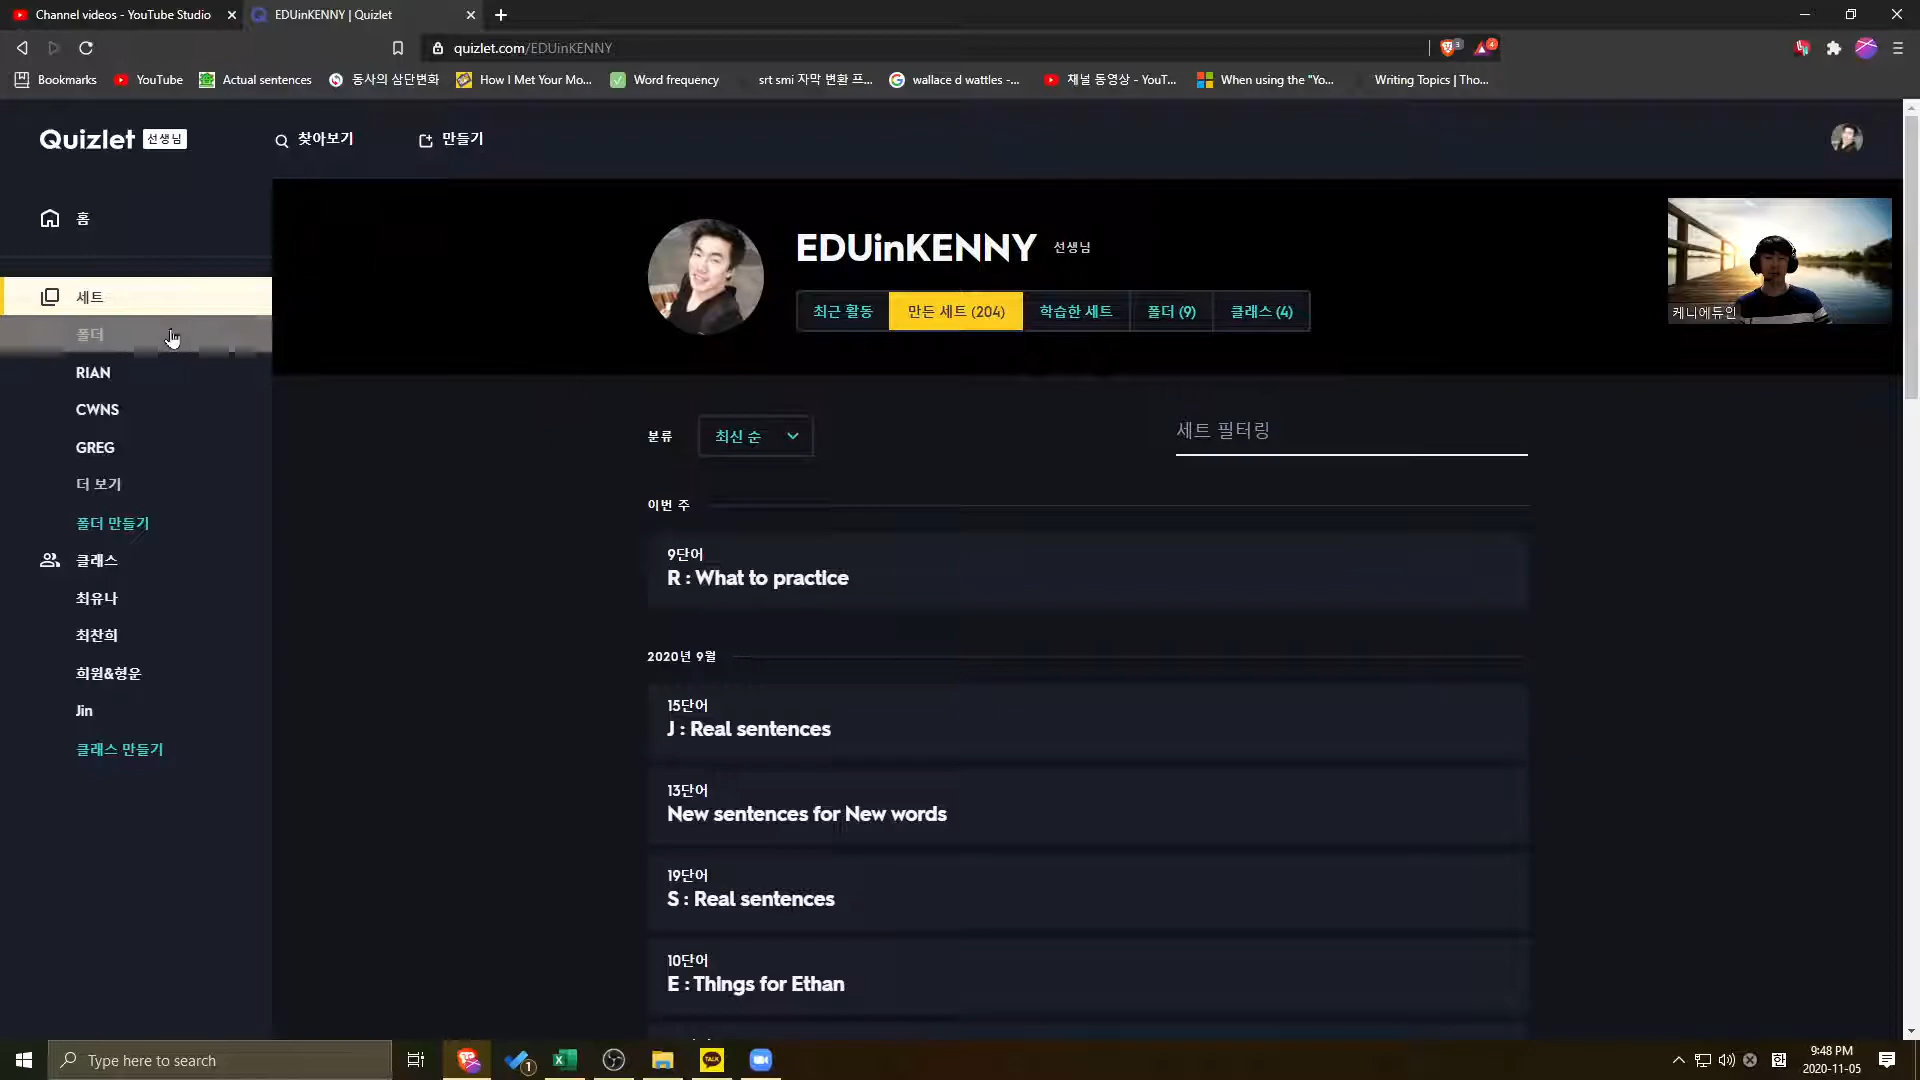 Channel videos - YouTube Studio
EDUinKENNY | Quizlet
quizlet.com/EDUinKENNY
3
4
Bookmarks
YouTube
Actual sentences
동사의 삼단변화
How I Met Your Mo...
Word frequency
srt smi 자막 변환 프...
wallace d wattles -...
채널 동영상 - YouT...
When using the "Yo...
Writing Topics | Tho...
Quizlet 선생님
찾아보기
만들기
홈
세트
폴더
RIAN
CWNS
GREG
더 보기
폴더 만들기
클래스
최유나
최찬희
희원&형운
Jin
클래스 만들기
EDUinKENNY 선생님
최근 활동
만든 세트 (204)
학습한 세트
폴더 (9)
클래스 (4)
케니에듀인
분류
최신 순
세트 필터링
이번 주
9단어
R : What to practice
2020년 9월
15단어
J : Real sentences
13단어
New sentences for New words
19단어
S : Real sentences
10단어
E : Things for Ethan
Type here to search
1
TALK
한
9:48 PM
2020-11-05